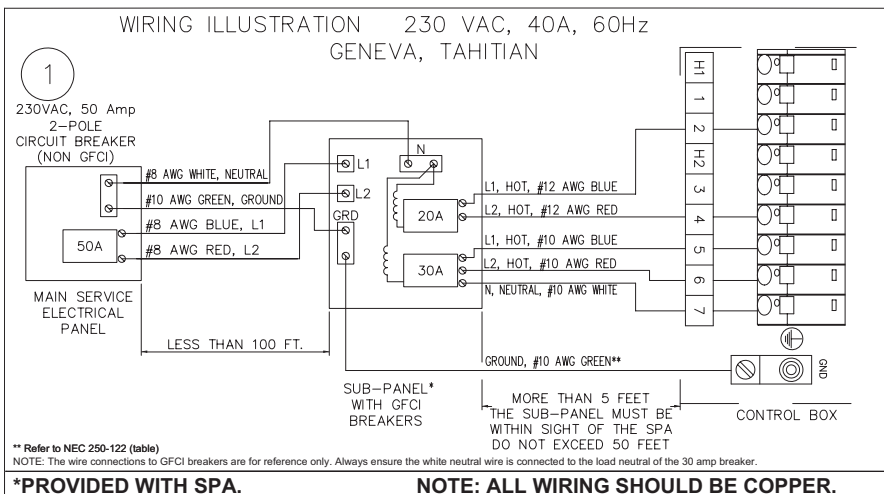 WIRING ILLUSTRATION 230 VAC, 40A, 60Hz
GENEVA, TAHITIAN
1
230VAC, 50 Amp
2-POLE
CIRCUIT BREAKER
(NON GFCI)
#8 AWG WHITE, NEUTRAL
#10 AWG GREEN, GROUND
#8 AWG BLUE, L1
#8 AWG RED, L2
50A
MAIN SERVICE
ELECTRICAL
PANEL
LESS THAN 100 FT.
N
L1
L2
GRD
20A
30A
SUB-PANEL*
WITH GFCI
BREAKERS
L1, HOT, #12 AWG BLUE
L2, HOT, #12 AWG RED
L1, HOT, #10 AWG BLUE
L2, HOT, #10 AWG RED
N, NEUTRAL, #10 AWG WHITE
GROUND, #10 AWG GREEN**
MORE THAN 5 FEET
THE SUB-PANEL MUST BE
WITHIN SIGHT OF THE SPA
DO NOT EXCEED 50 FEET
H1
1
2
H2
3
4
5
6
7
GND
CONTROL BOX
** Refer to NEC 250-122 (table)
NOTE: The wire connections to GFCI breakers are for reference only. Always ensure the white neutral wire is connected to the load neutral of the 30 amp breaker.
*PROVIDED WITH SPA. NOTE: ALL WIRING SHOULD BE COPPER.